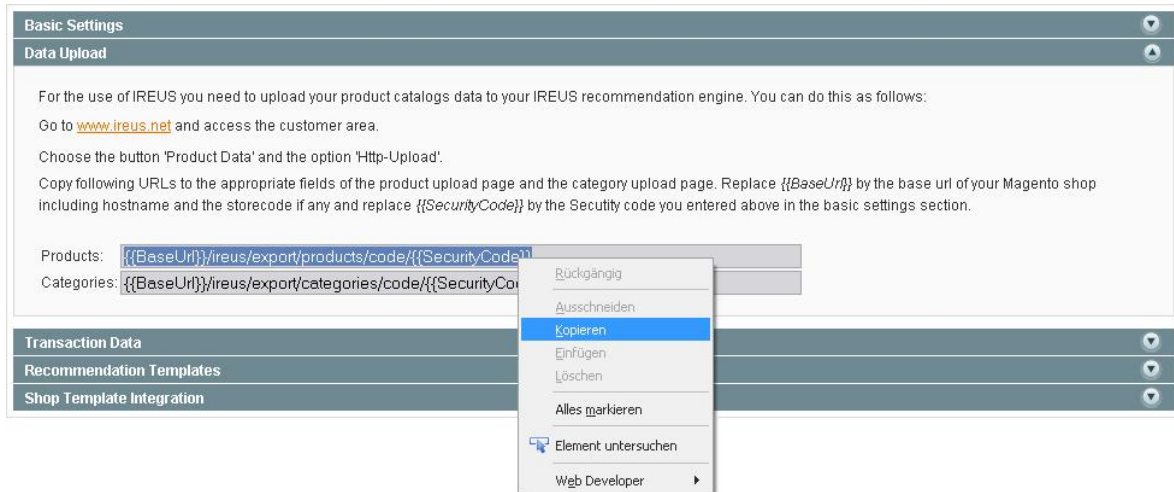 Basic Settings
Data Upload
For the use of IREUS you need to upload your product catalogs data to your IREUS recommendation engine. You can do this as follows:
Go to www.ireus.net and access the customer area.
Choose the button 'Product Data' and the option 'Http-Upload'.
Copy following URLs to the appropriate fields of the product upload page and the category upload page. Replace {{BaseUrl}} by the base url of your Magento shop
including hostname and the storecode if any and replace {{SecurityCode}} by the Secutity code you entered above in the basic settings section.
Products: {{BaseUrl}}/ireus/export/products/code/{{SecurityCode}}
Categories: {{BaseUrl}}/ireus/export/categories/code/{{SecurityCo
Rückgängig
Ausschneiden
Kopieren
Einfügen
Löschen
Alles markieren
Element untersuchen
Web Developer
Transaction Data
Recommendation Templates
Shop Template Integration